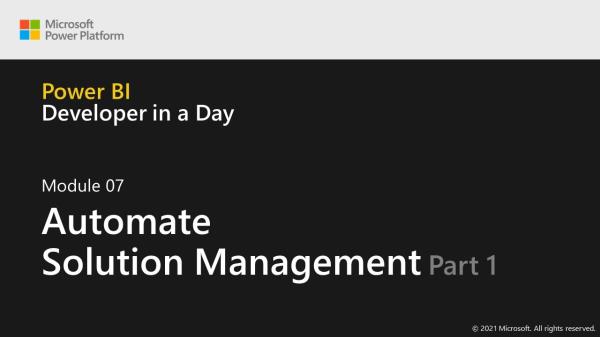 Microsoft
Power Platform
Power BI
Developer in a Day
Module 07
Automate
Solution Management Part 1
© 2021 Microsoft. All rights reserved.